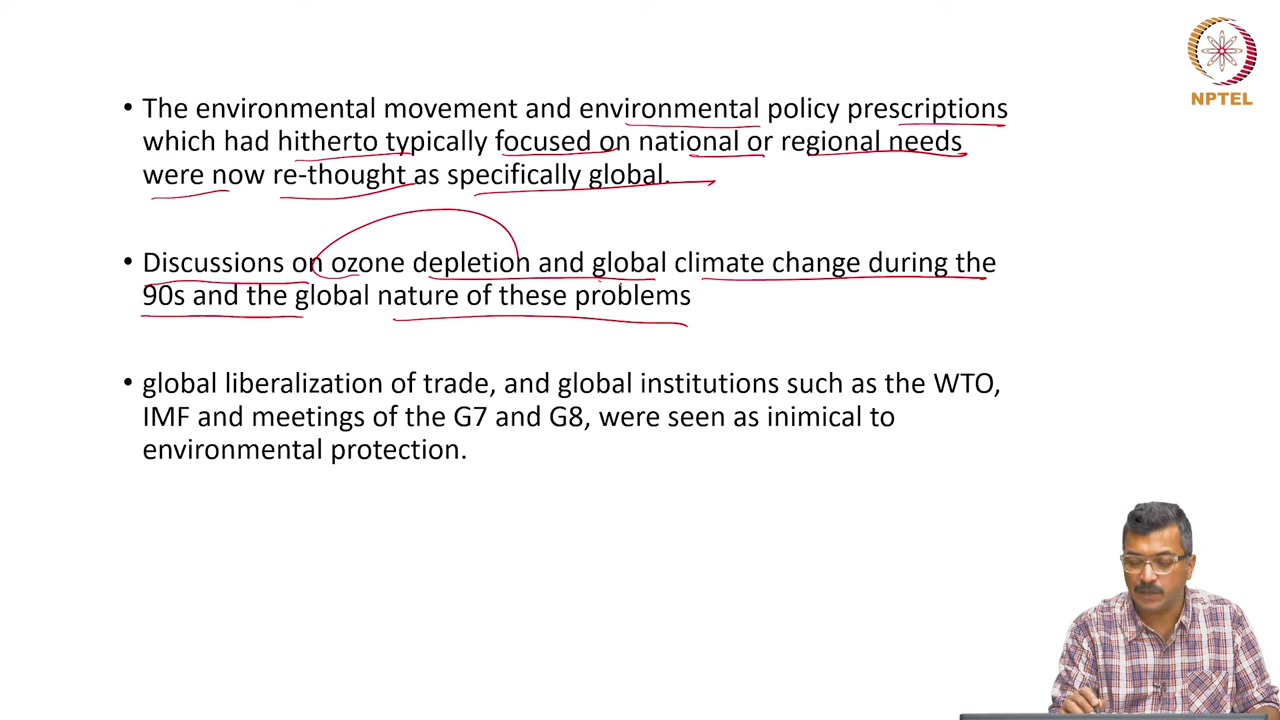 NPTEL
• The environmental movement and environmental policy prescriptions
which had hitherto typically focused on national or regional needs
were now re-thought as specifically global.
• Discussions on ozone depletion and global climate change during the
90s and the global nature of these problems
• global liberalization of trade, and global institutions such as the WTO,
IMF and meetings of the G7 and G8, were seen as inimical to
environmental protection.